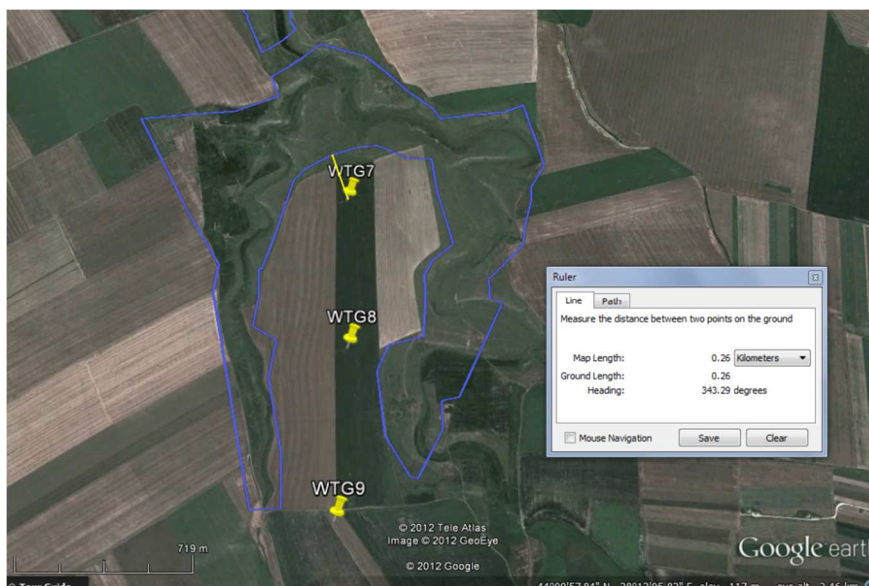 WTG7
WTG8
WTG9
Ruler
Line
Path
Measure the distance between two points on the ground
Map Length: 0.26 Kilometers
Ground Length: 0.26
Heading: 343.29 degrees
Mouse Navigation
Save
Clear
719 m
© 2012 Tele Atlas
Image © 2012 GeoEye
© 2012 Google
Google eart